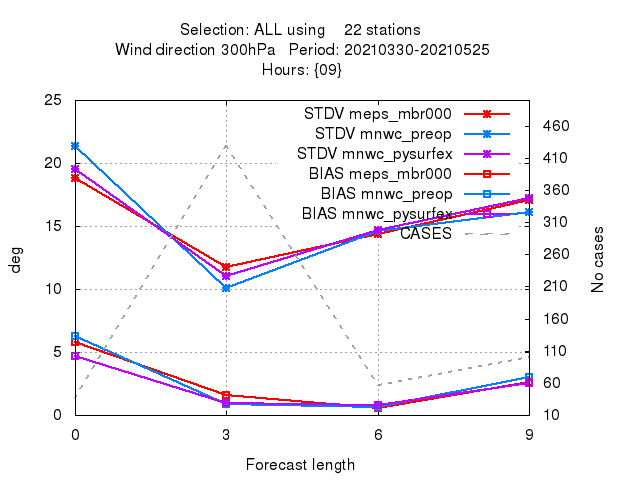 Selection: ALL using    22 stations
Wind direction 300hPa   Period: 20210330-20210525
Hours: {09}
25
20
15
10
5
0
deg
STDV meps_mbr000
STDV mnwc_preop
STDV mnwc_pysurfex
BIAS meps_mbr000
BIAS mnwc_preop
BIAS mnwc_pysurfex
CASES
460
410
360
310
260
210
160
110
60
10
No cases
0 3 6 9
Forecast length